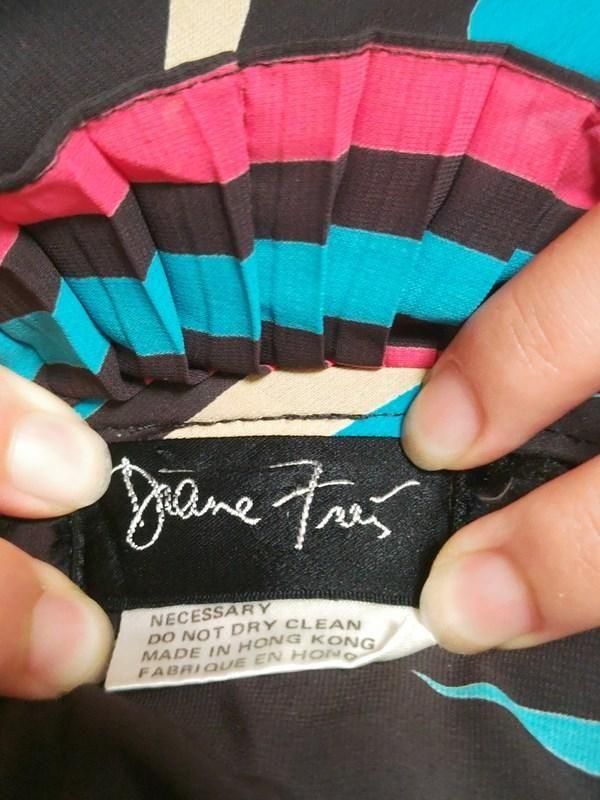 Diane Freis
NECESSARY
DO NOT DRY CLEAN
MADE IN HONG KONG
FABRIQUE EN HONG